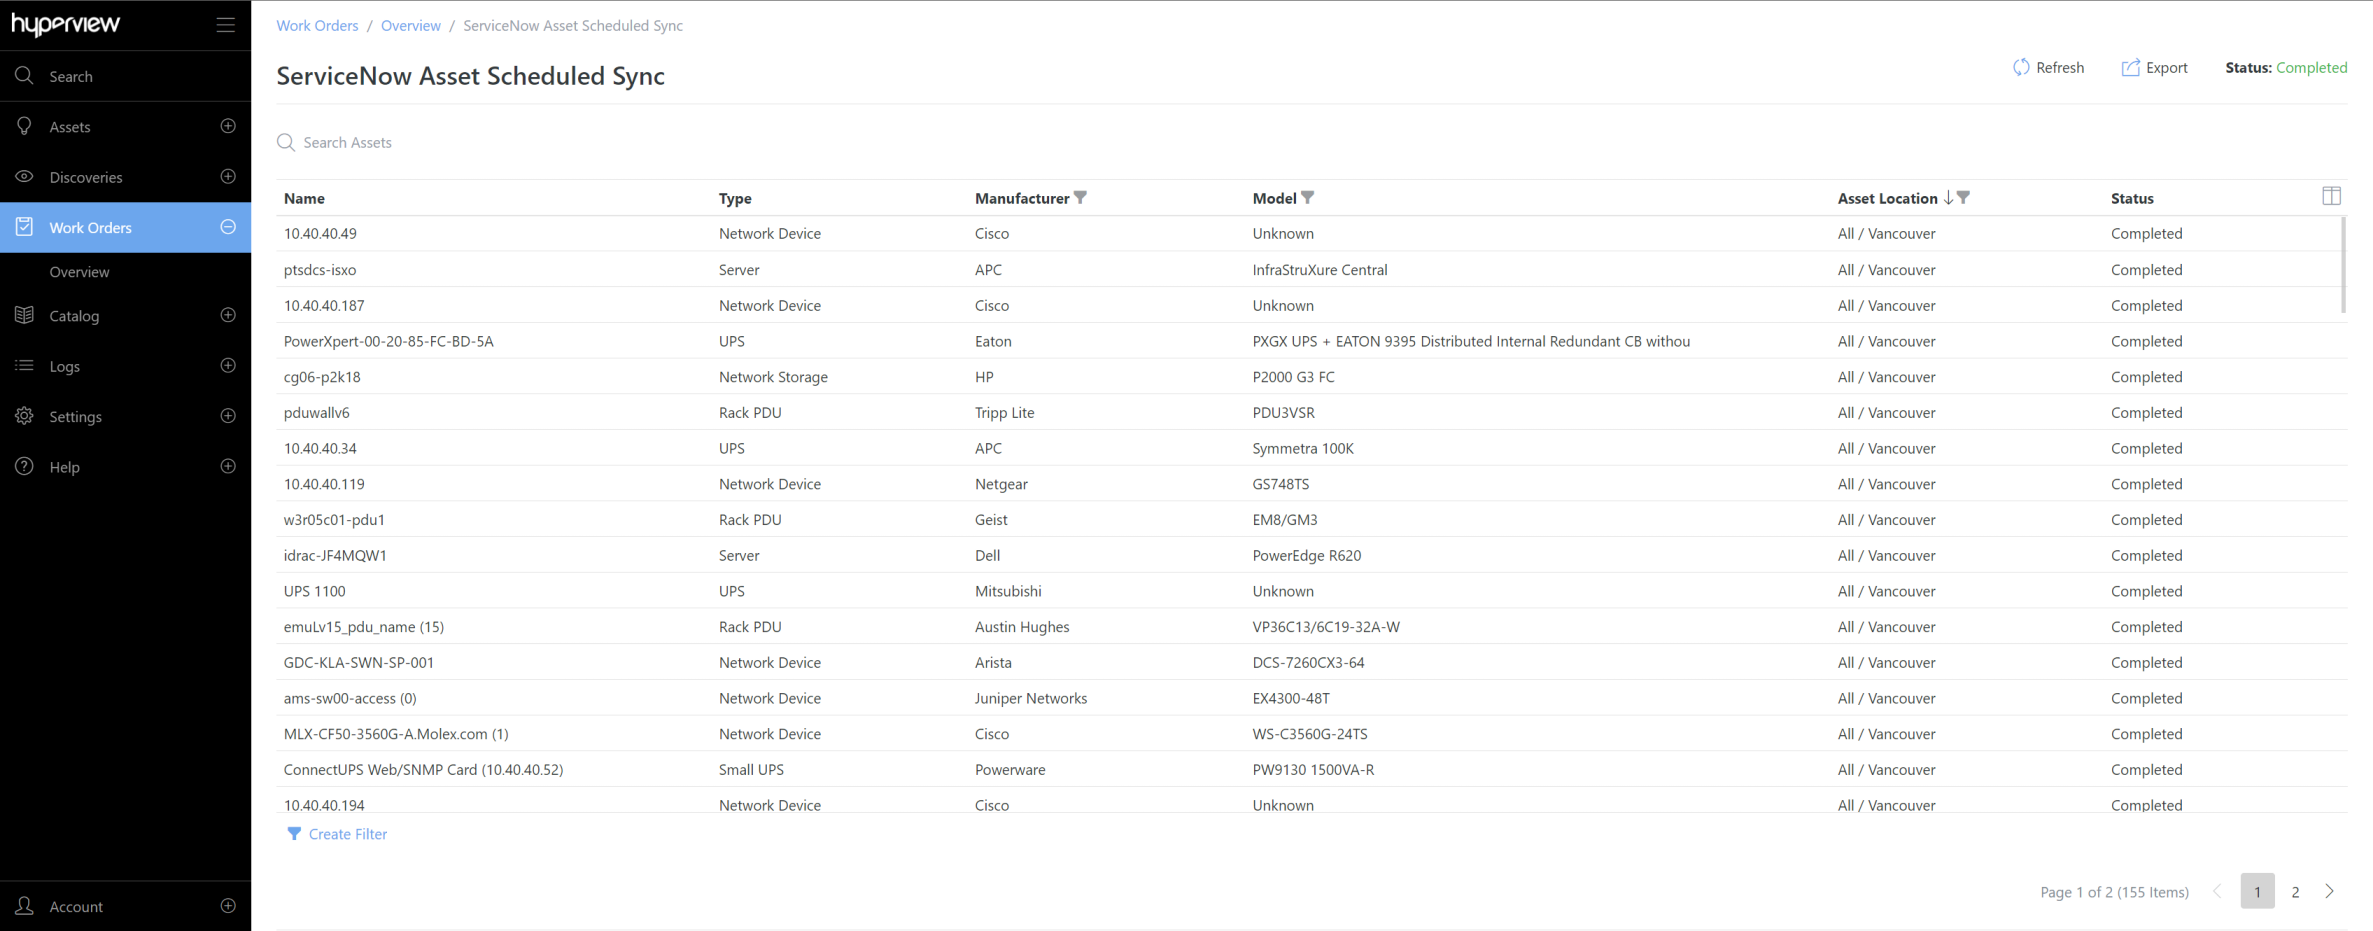 hyperview
Search
Assets
Discoveries
Work Orders
Overview
Catalog
Logs
Settings
Help
Account
Work Orders / Overview / ServiceNow Asset Scheduled Sync
ServiceNow Asset Scheduled Sync
Refresh Export Status: Completed
Search Assets
Name Type Manufacturer Model Asset Location Status
10.40.40.49 Network Device Cisco Unknown All / Vancouver Completed
ptsdcs-isxo Server APC InfraStruXure Central All / Vancouver Completed
10.40.40.187 Network Device Cisco Unknown All / Vancouver Completed
PowerXpert-00-20-85-FC-BD-5A UPS Eaton PXGX UPS + EATON 9395 Distributed Internal Redundant CB withou All / Vancouver Completed
cg06-p2k18 Network Storage HP P2000 G3 FC All / Vancouver Completed
pduwallv6 Rack PDU Tripp Lite PDU3VSR All / Vancouver Completed
10.40.40.34 UPS APC Symmetra 100K All / Vancouver Completed
10.40.40.119 Network Device Netgear GS748TS All / Vancouver Completed
w3r05c01-pdu1 Rack PDU Geist EM8/GM3 All / Vancouver Completed
idrac-JF4MQW1 Server Dell PowerEdge R620 All / Vancouver Completed
UPS 1100 UPS Mitsubishi Unknown All / Vancouver Completed
emuLv15_pdu_name (15) Rack PDU Austin Hughes VP36C13/6C19-32A-W All / Vancouver Completed
GDC-KLA-SWN-SP-001 Network Device Arista DCS-7260CX3-64 All / Vancouver Completed
ams-sw00-access (0) Network Device Juniper Networks EX4300-48T All / Vancouver Completed
MLX-CF50-3560G-A.Molex.com (1) Network Device Cisco WS-C3560G-24TS All / Vancouver Completed
ConnectUPS Web/SNMP Card (10.40.40.52) Small UPS Powerware PW9130 1500VA-R All / Vancouver Completed
10.40.40.194 Network Device Cisco Unknown All / Vancouver Completed
Create Filter
Page 1 of 2 (155 Items) 1 2